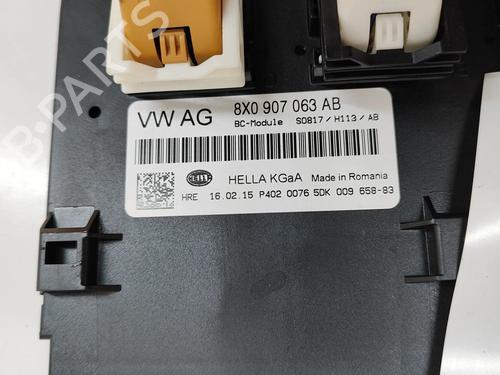 VW AG 8X0 907 063 AB
BC-Module S0817 / H113 / AB
HELLA
HELLA KGaA Made in Romania
HRE 16.02.15 P402 0076 5DK 009 658-83
B-PARTS